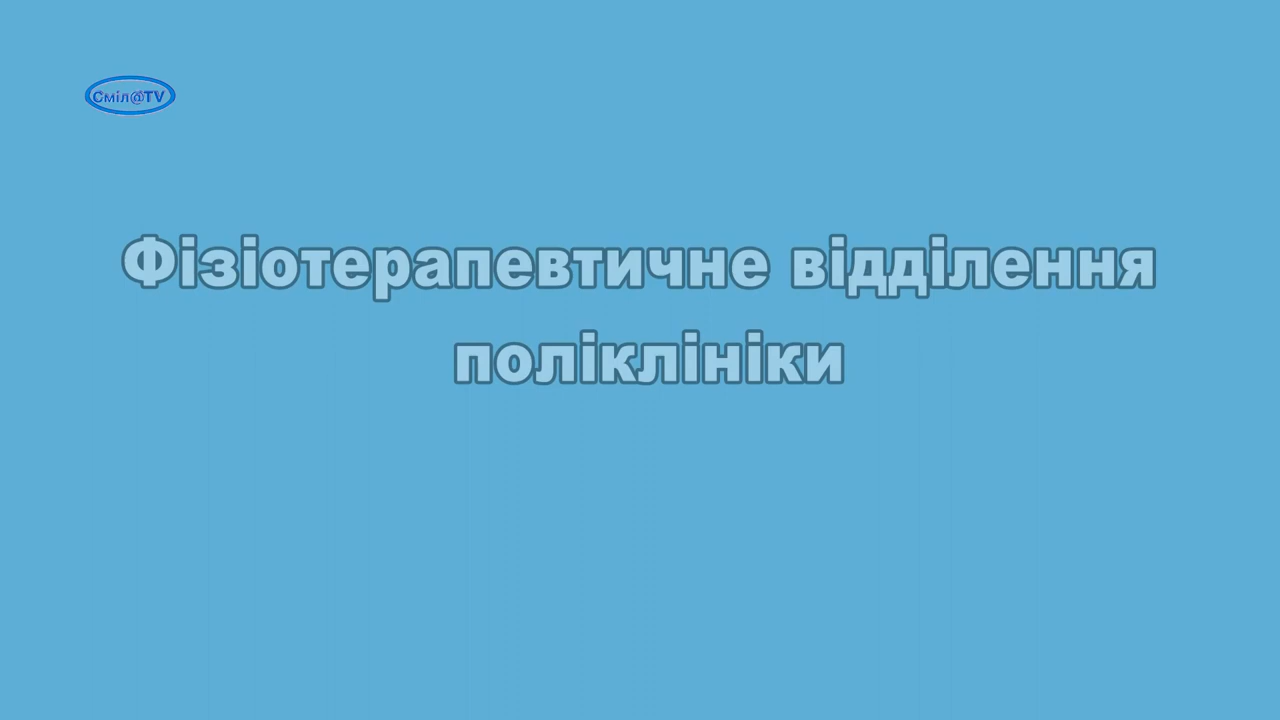 Сміл@TV
Фізіотерапевтичне відділення
поліклініки